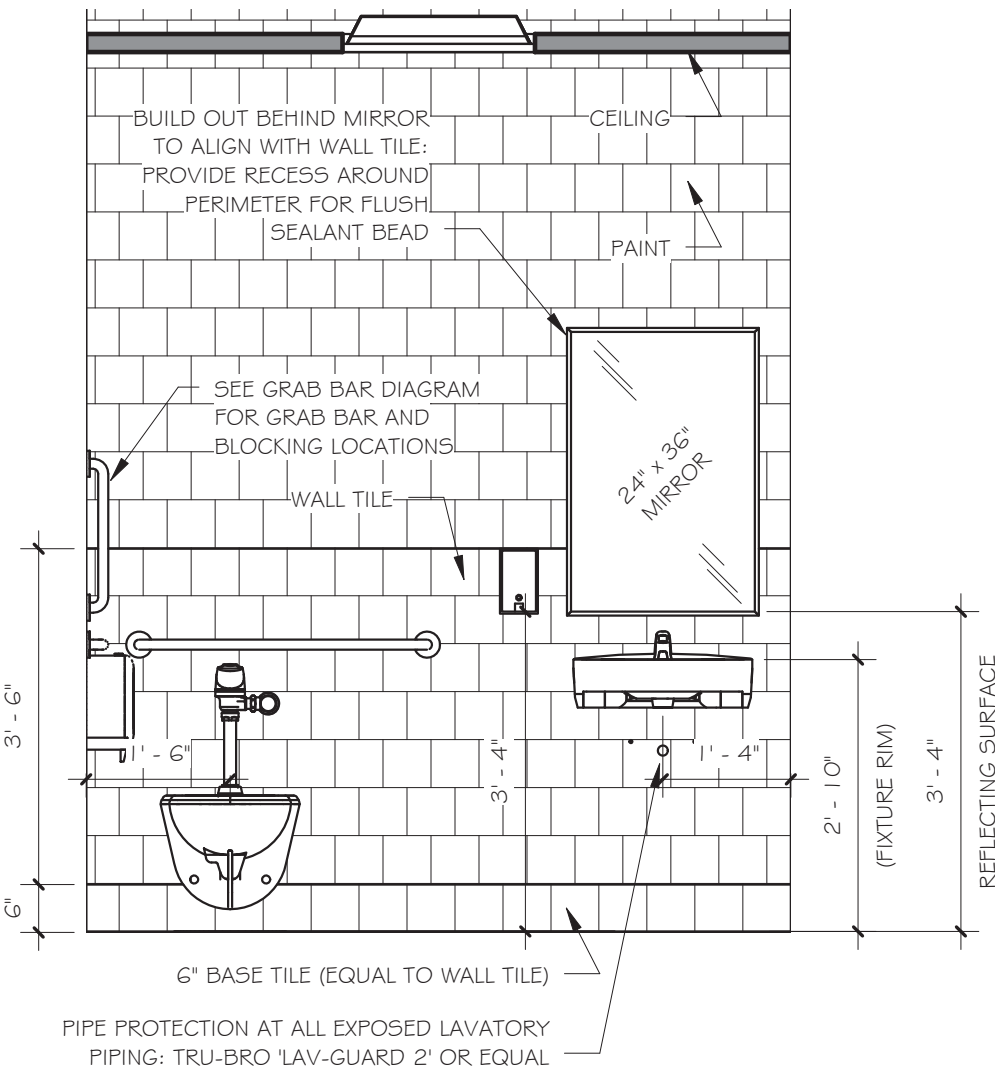 BUILD OUT BEHIND MIRROR
TO ALIGN WITH WALL TILE:
PROVIDE RECESS AROUND
PERIMETER FOR FLUSH
SEALANT BEAD
CEILING
PAINT
SEE GRAB BAR DIAGRAM
FOR GRAB BAR AND
BLOCKING LOCATIONS
WALL TILE
24" x 36"
MIRROR
3' - 6"
6"
1' - 6"
3' - 4"
1' - 4"
2' - 10"
(FIXTURE RIM)
3' - 4"
REFLECTING SURFACE
6" BASE TILE (EQUAL TO WALL TILE)
PIPE PROTECTION AT ALL EXPOSED LAVATORY
PIPING: TRU-BRO 'LAV-GUARD 2' OR EQUAL